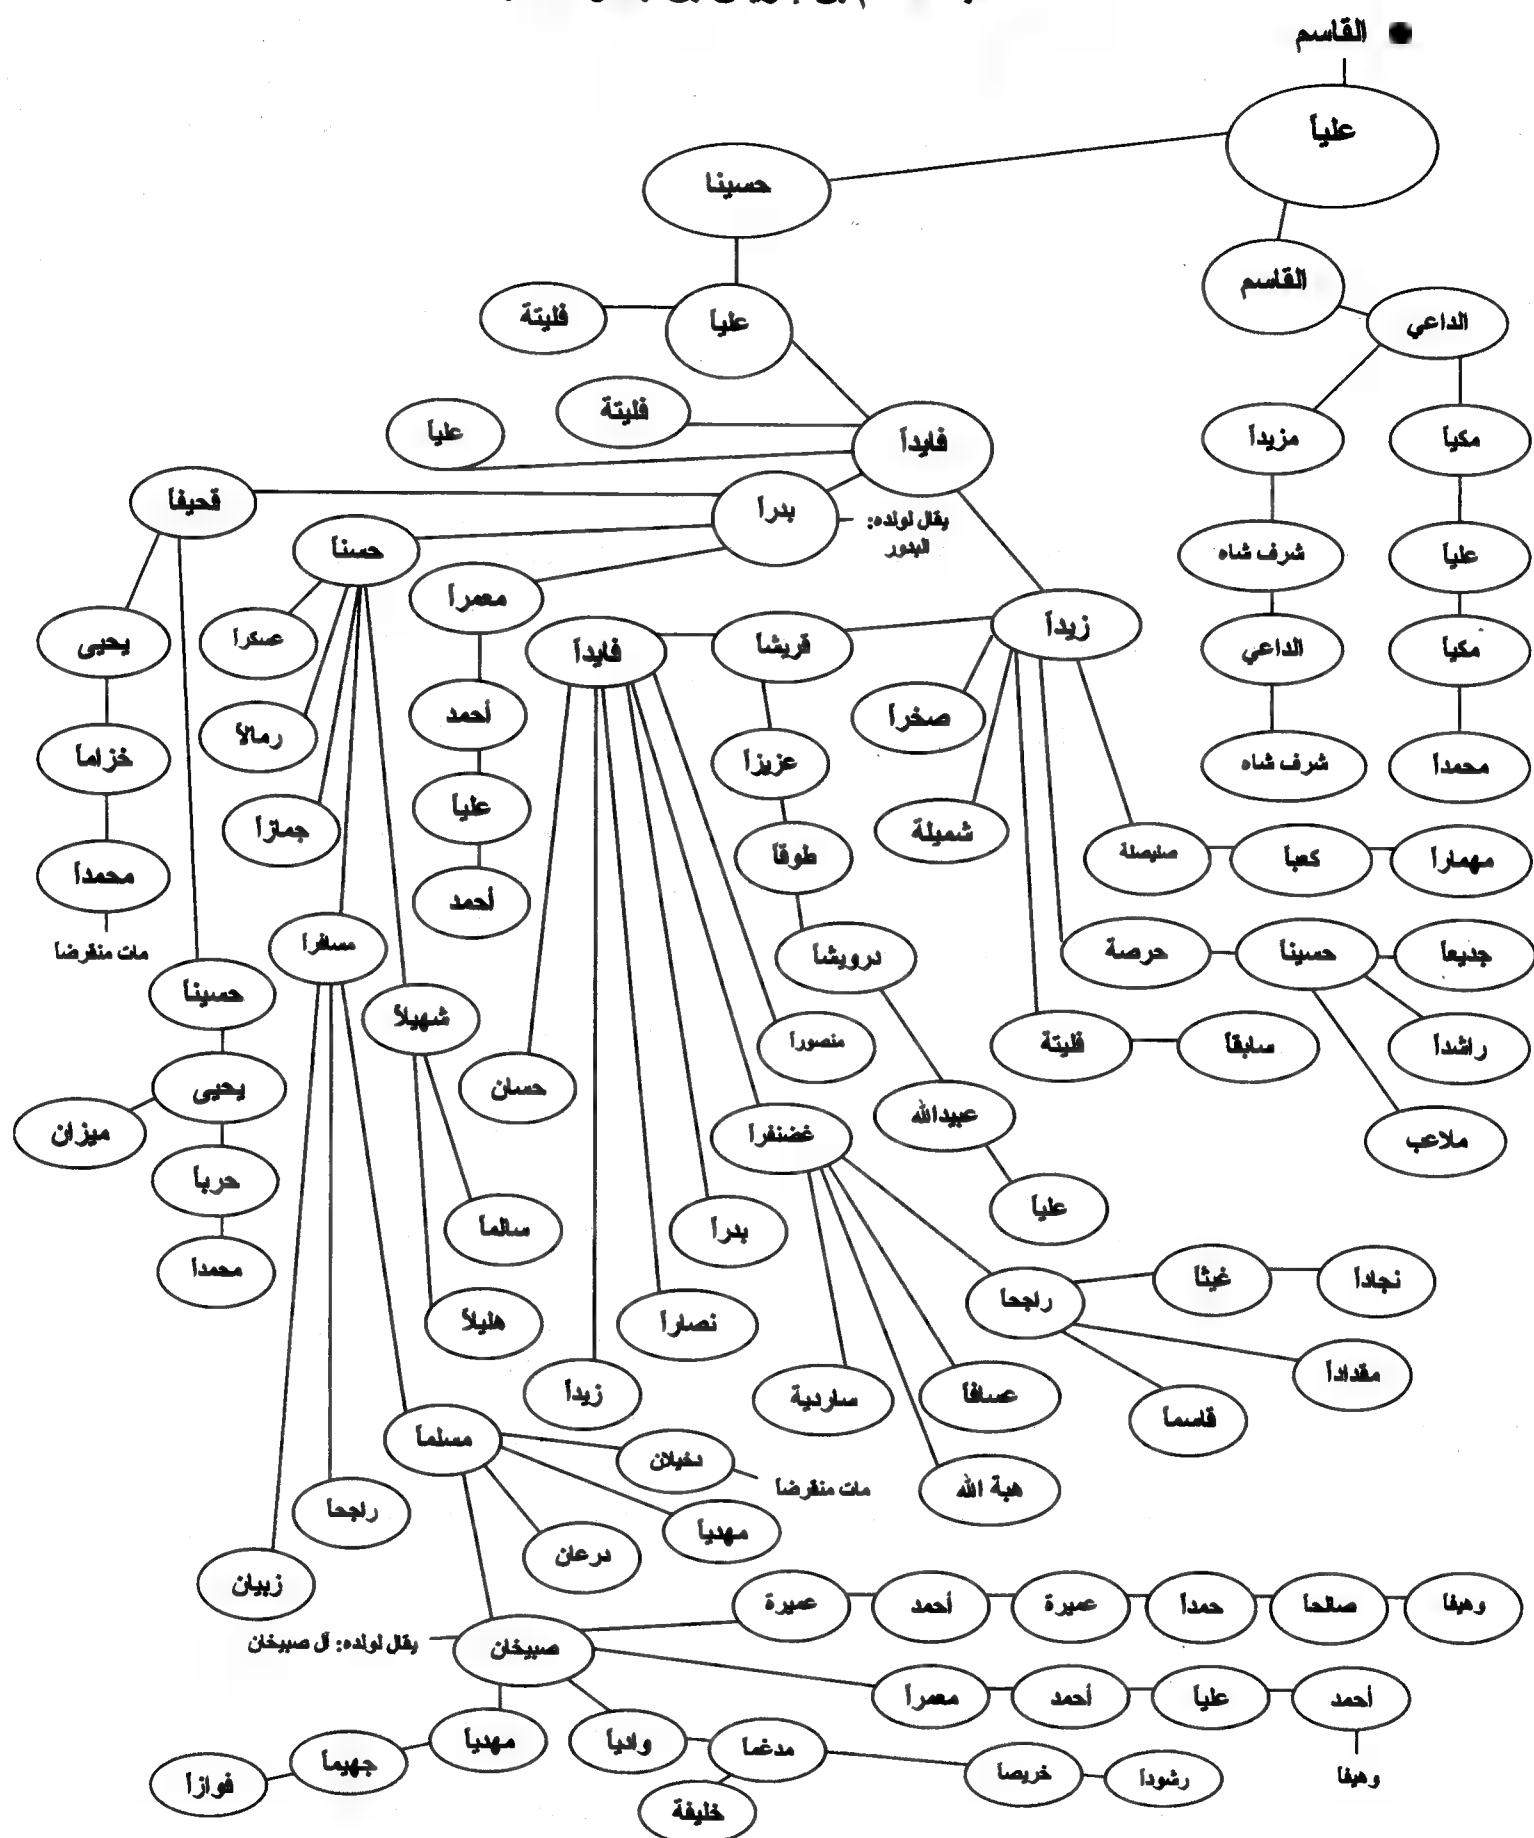 القاسم
علياً
حسينا
القاسم
الداعي
فليتة
علياً
فليتة
علياً
فايداً
مزيداً
مكياً
قحيفاً
بدراً
يقال لولده:
البدور
حسناً
شرف شاه
علياً
معمراً
زيداً
قريشاً
فايداً
يحيى
عسكراً
الداعي
مكياً
صخراً
أحمد
رمالاً
خزاماً
عزيزاً
شرف شاه
محمداً
علياً
جمازاً
شميلة
طوقاً
صليصلة
كعباً
مهماراً
محمداً
أحمد
مات منقرضا
مسافراً
درويشاً
حرصة
حسيناً
جديعاً
حسيناً
شهيلاً
منصوراً
فليتة
سابقاً
راشداً
يحيى
ميزان
حسان
غضنفراً
عبيدالله
ملاعب
حرباً
سالماً
بدراً
علياً
محمداً
هليلاً
نصاراً
راجحاً
غيثاً
نجاداً
زيداً
ساردية
عسافاً
مقداداً
قاسماً
مسلماً
دخيلان
مات منقرضا
هبة الله
راجحاً
درعان
مهدياً
زبيان
عميرة
أحمد
عميرة
حمداً
صالحاً
وهيفا
يقال لولده: آل صبيخان
صبيخان
معمراً
أحمد
علياً
أحمد
وهيفا
مهدياً
وادياً
مدغما
خريصاً
رشوداً
جهيماً
فوازاً
خليفة